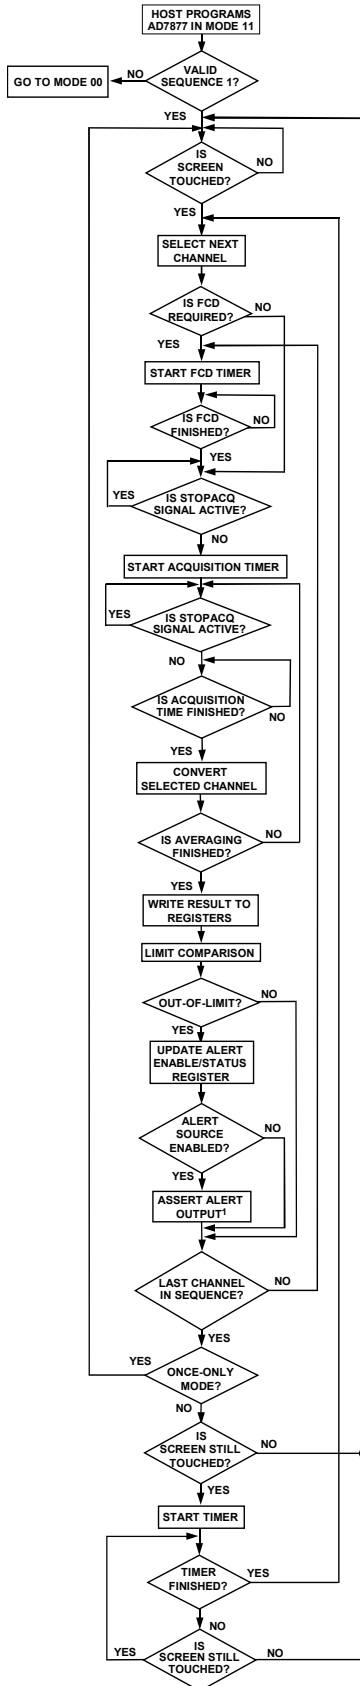 HOST PROGRAMS
AD7877 IN MODE 11
VALID
SEQUENCE 1?
NO
GO TO MODE 00
YES
IS
SCREEN
TOUCHED?
NO
YES
SELECT NEXT
CHANNEL
IS FCD
REQUIRED?
NO
YES
START FCD TIMER
IS FCD
FINISHED?
NO
YES
IS STOPACQ
SIGNAL ACTIVE?
YES
NO
START ACQUISITION TIMER
IS STOPACQ
SIGNAL ACTIVE?
YES
NO
IS ACQUISITION
TIME FINISHED?
NO
YES
CONVERT
SELECTED CHANNEL
IS AVERAGING
FINISHED?
NO
YES
WRITE RESULT TO
REGISTERS
LIMIT COMPARISON
OUT-OF-LIMIT?
NO
YES
UPDATE ALERT
ENABLE/STATUS
REGISTER
ALERT
SOURCE
ENABLED?
NO
YES
ASSERT ALERT
OUTPUT¹
LAST CHANNEL
IN SEQUENCE?
NO
YES
YES
ONCE-ONLY
MODE?
NO
IS
SCREEN STILL
TOUCHED?
NO
YES
START TIMER
TIMER
FINISHED?
YES
NO
IS
SCREEN STILL
TOUCHED?
YES
NO